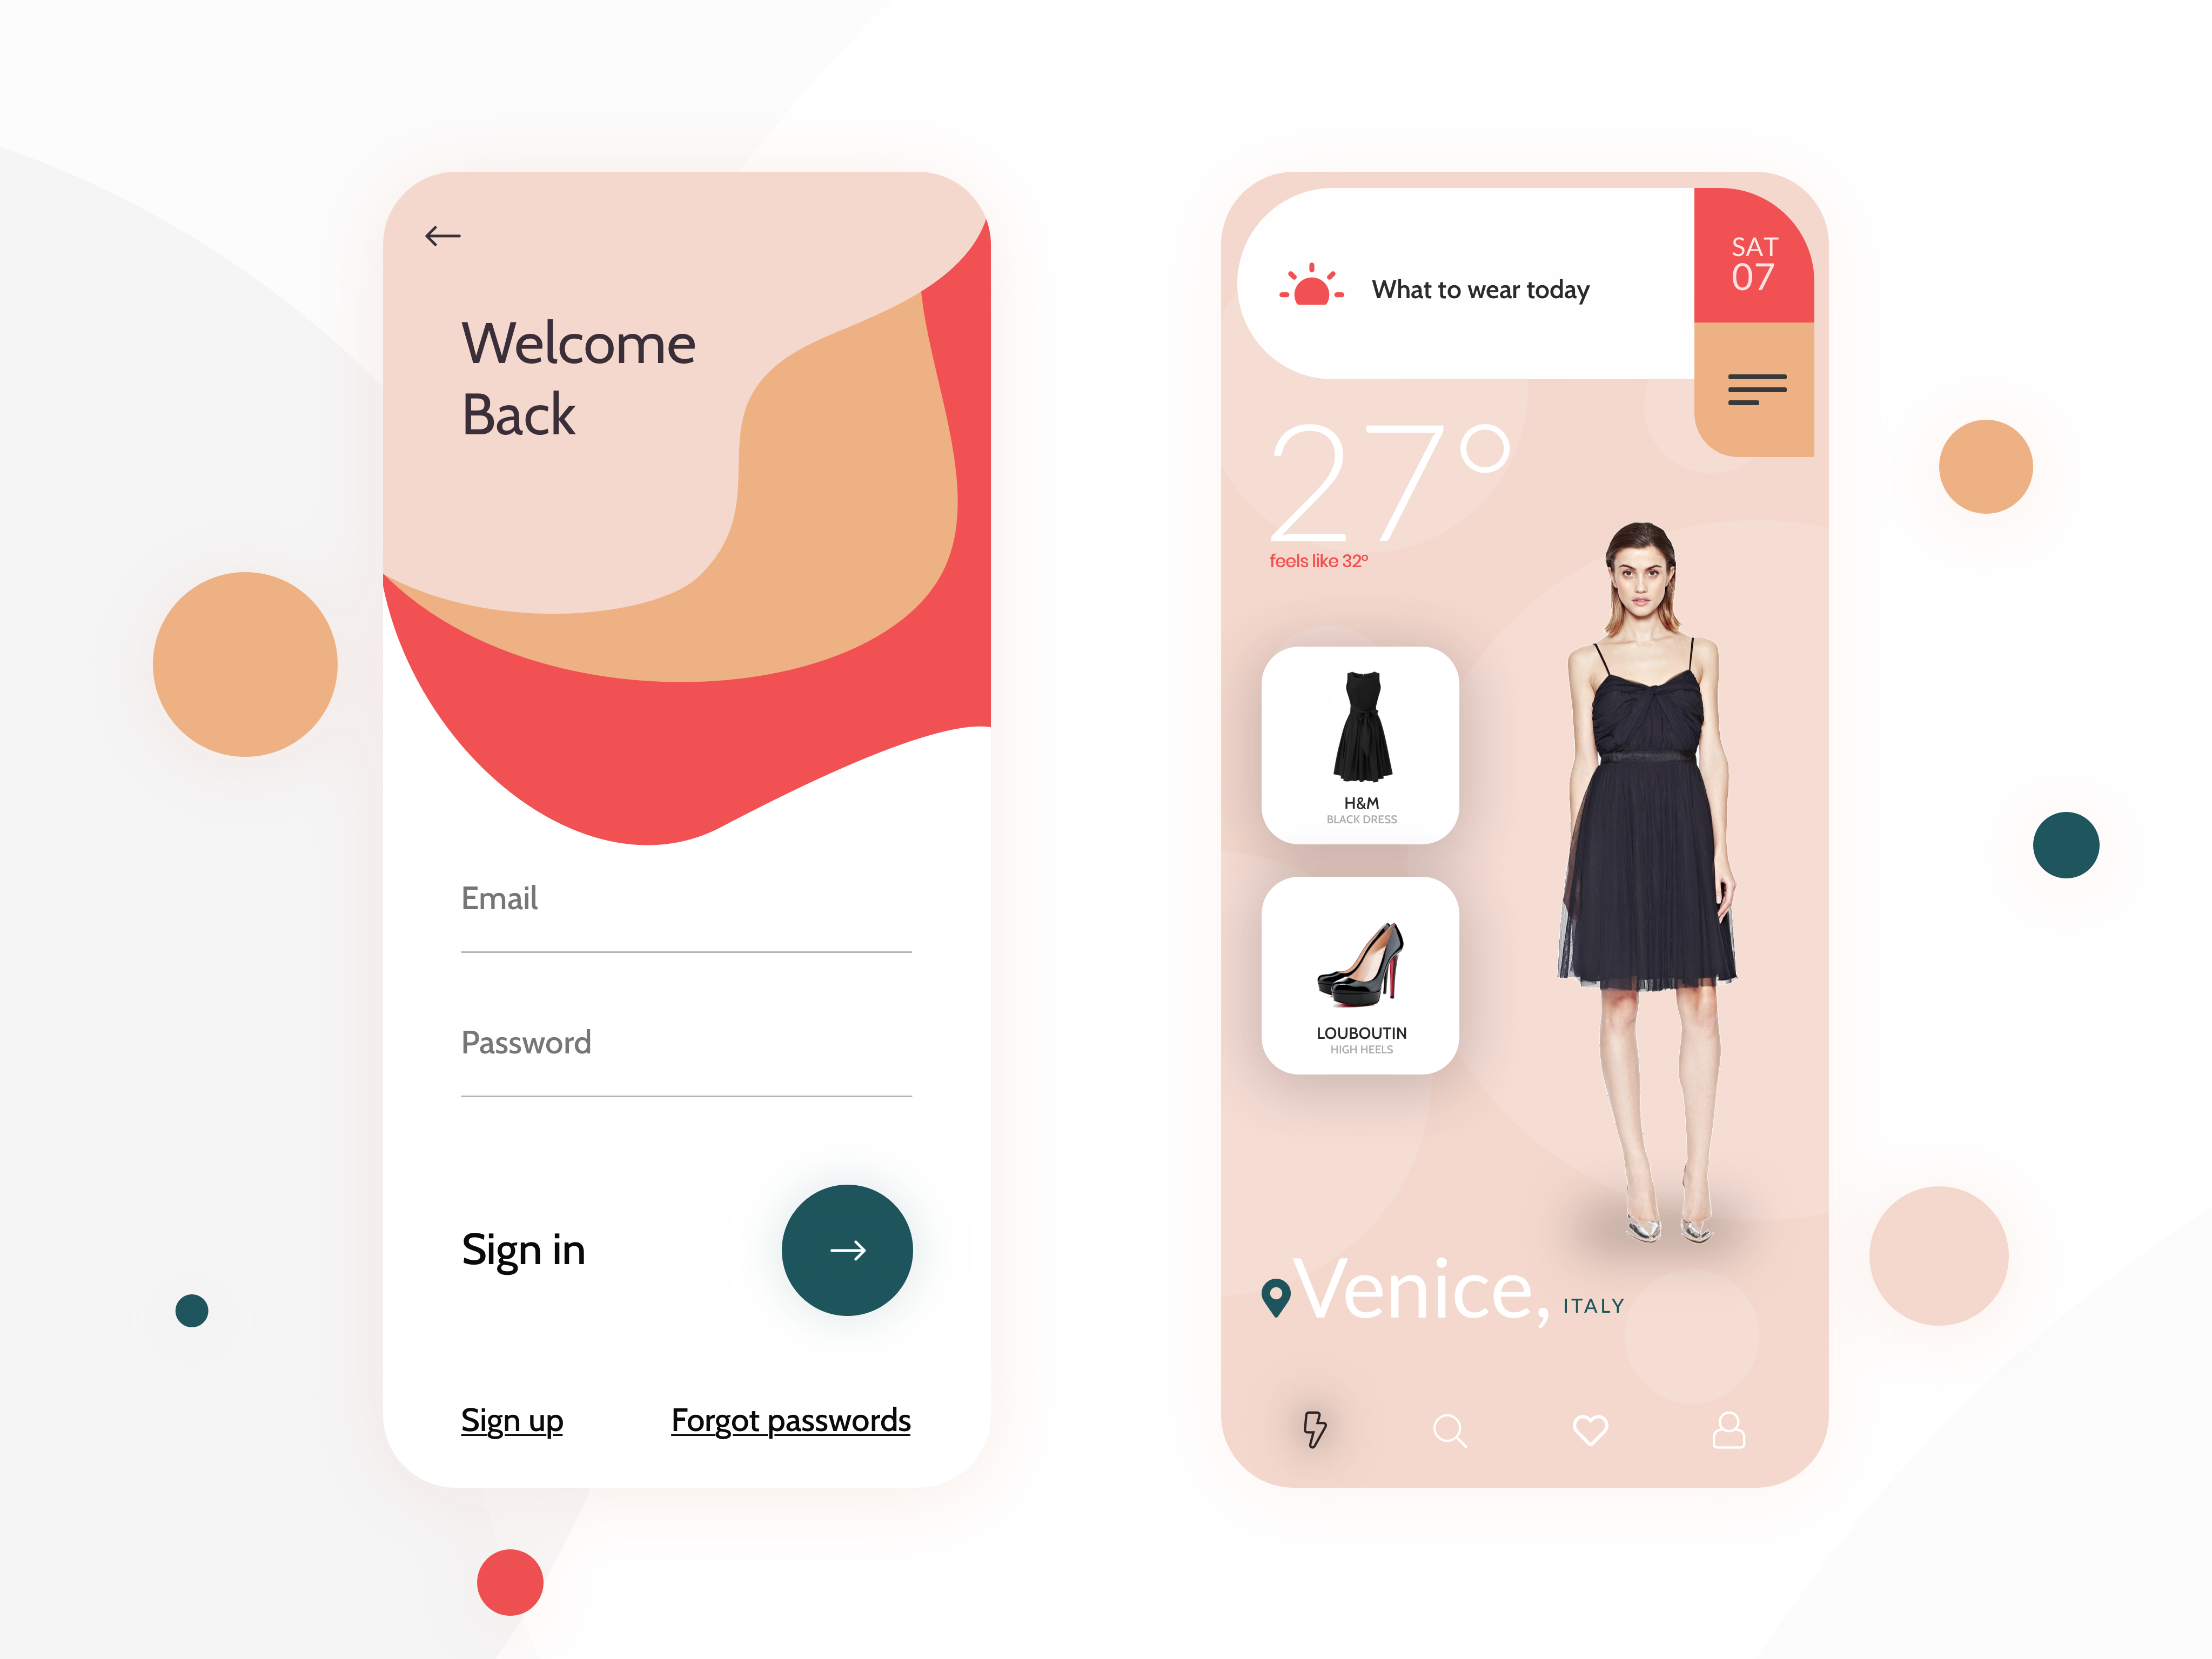 Welcome
Back
Email
Password
Sign in
Sign up
Forgot passwords
What to wear today
SAT
07
27°
feels like 32°
H&M
BLACK DRESS
LOUBOUTIN
HIGH HEELS
Venice, ITALY